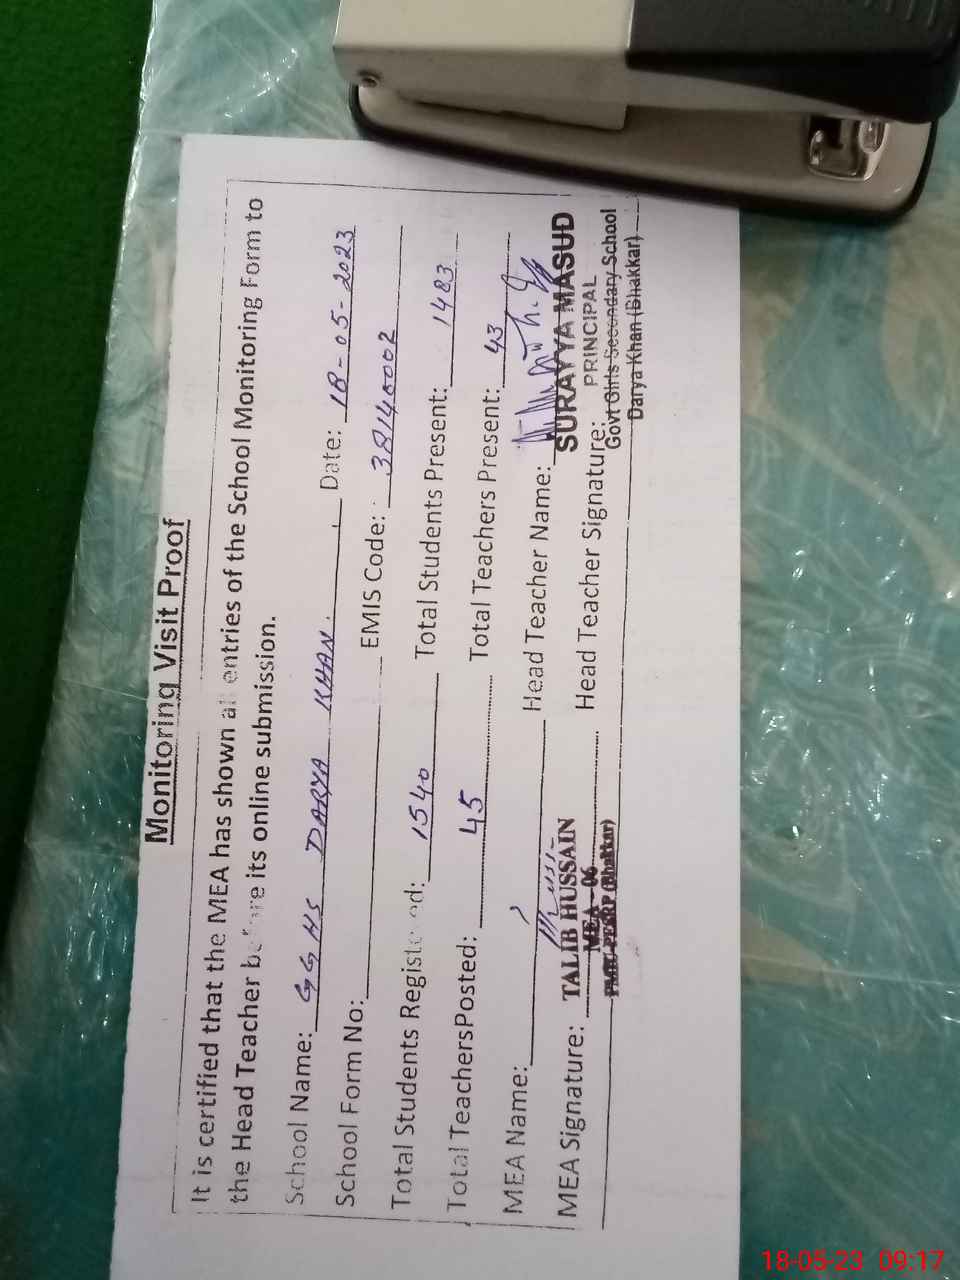 Monitoring Visit Proof
It is certified that the MEA has shown all entries of the School Monitoring Form to
the Head Teacher before its online submission.
School Name: GGHS DARYA KHAN. Date: 18-05-2023
School Form No: EMIS Code: 38140002
Total Students Registered: 1540 Total Students Present: 1483
Total TeachersPosted: 45 Total Teachers Present: 43
MEA Name: Head Teacher Name:
MEA Signature: Head Teacher Signature:
TALIB HUSSAIN
MEA - 06
PMIU-PESRP (Bhakkar)
SURAYYA MASUD
PRINCIPAL
Govt Girls Secondary School
Darya Khan (Bhakkar)
18-05-23 09:17